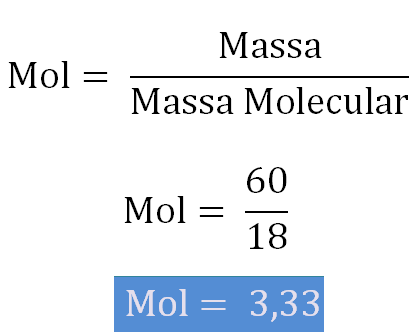 Mol = Massa / Massa Molecular
Mol = 60 / 18
Mol = 3,33